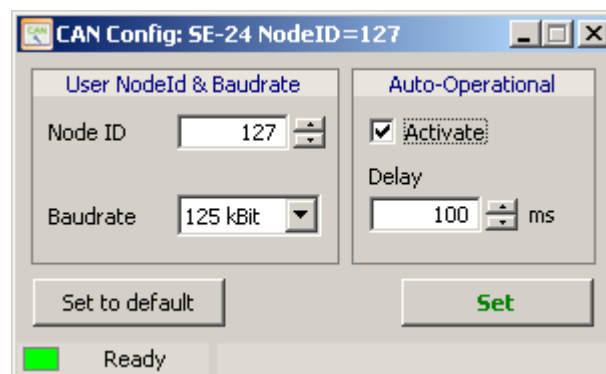 CAN
CAN Config: SE-24 NodeID=127
User NodeId & Baudrate
Node ID 127
Baudrate 125 kBit
Auto-Operational
Activate
Delay
100 ms
Set to default
Set
Ready